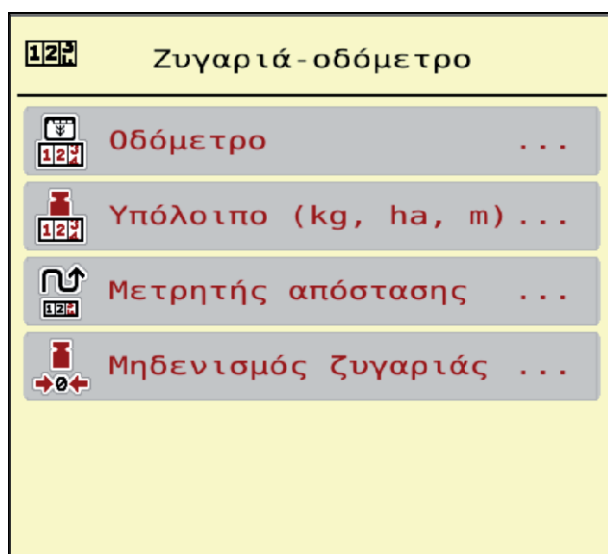 Ζυγαριά-οδόμετρο
Οδόμετρο ...
Υπόλοιπο (kg, ha, m)...
Μετρητής απόστασης ...
Μηδενισμός ζυγαριάς ...